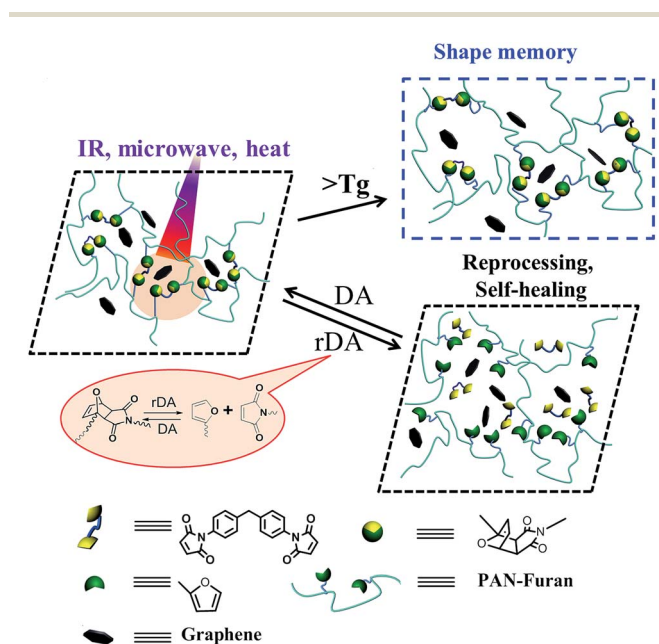 Shape memory
IR, microwave, heat
>Tg
Reprocessing,
Self-healing
DA
rDA
O
O
N
O
rDA
DA
O
+
O
N
O
O
N
O
O
N
O
O
N
O
O
PAN-Furan
Graphene